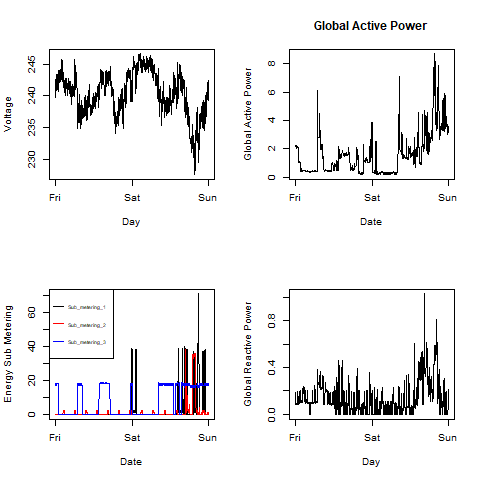 Voltage
230 235 240 245
Fri Sat Sun
Day
Global Active Power
Global Active Power
0 2 4 6 8
Fri Sat Sun
Date
Energy Sub Metering
0 20 40 60
Sub_metering_1
Sub_metering_2
Sub_metering_3
Fri Sat Sun
Date
Global Reactive Power
0.0 0.4 0.8
Fri Sat Sun
Day